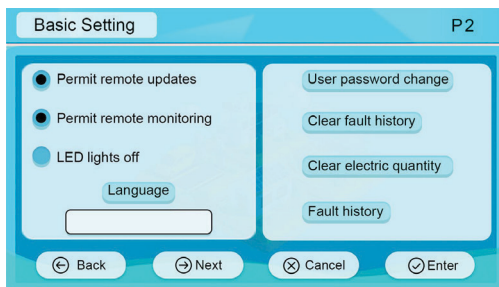 Basic Setting
P2
Permit remote updates
Permit remote monitoring
LED lights off
Language
User password change
Clear fault history
Clear electric quantity
Fault history
Back
Next
Cancel
Enter